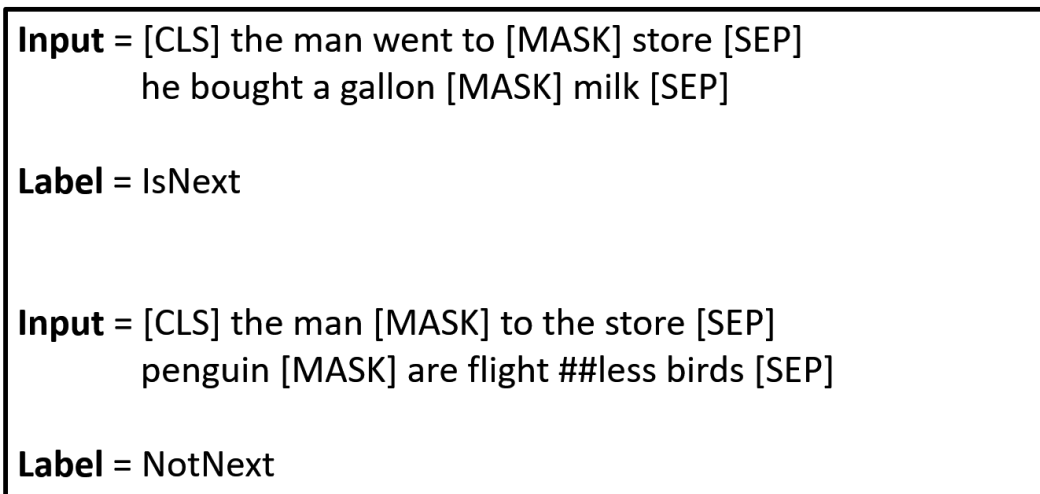 Input = [CLS] the man went to [MASK] store [SEP]
he bought a gallon [MASK] milk [SEP]
Label = IsNext
Input = [CLS] the man [MASK] to the store [SEP]
penguin [MASK] are flight ##less birds [SEP]
Label = NotNext